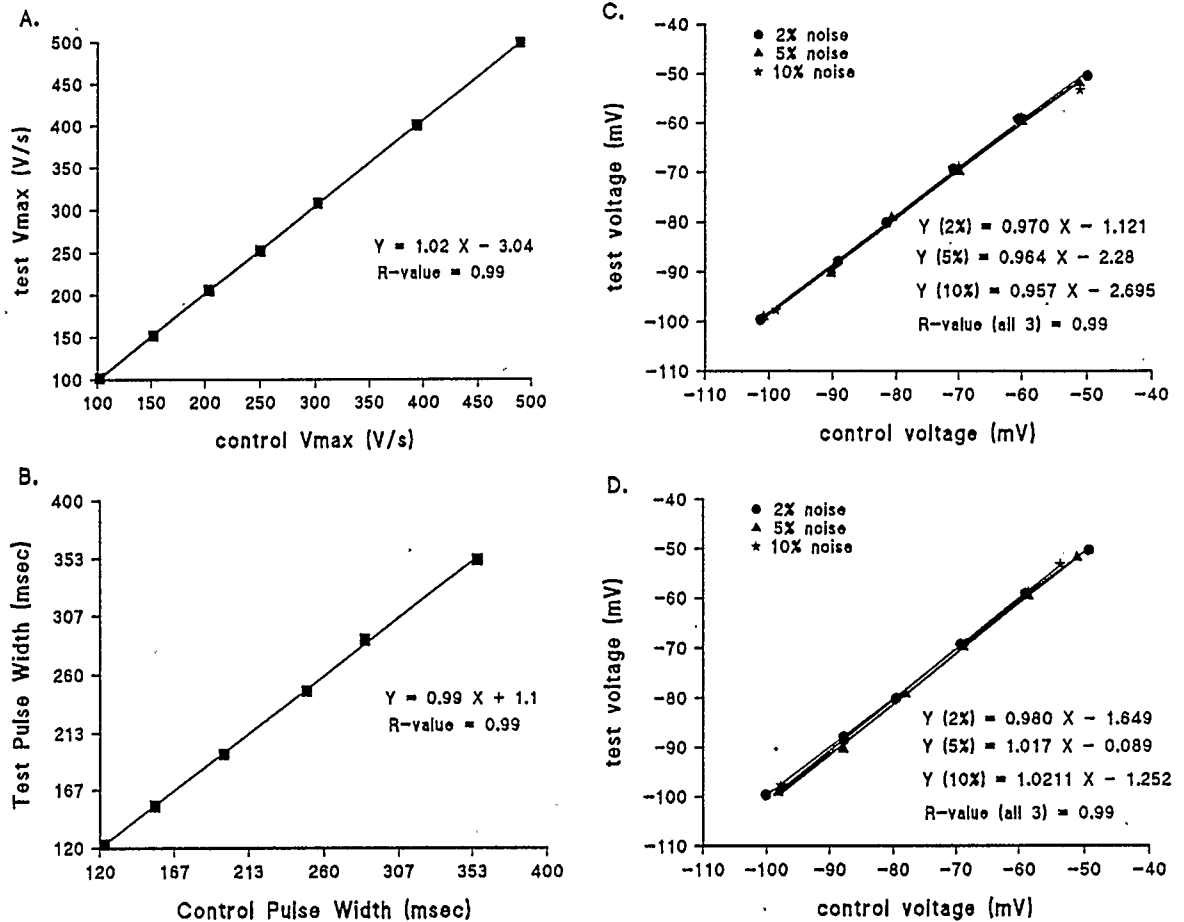 A.
500
450
400
350
300
250
200
150
100
test Vmax (V/s)
Y = 1.02 X − 3.04
R-value = 0.99
100 150 200 250 300 350 400 450 500
control Vmax (V/s)
B.
400
353
307
260
213
167
120
Test Pulse Width (msec)
Y = 0.99 X + 1.1
R-value = 0.99
120 167 213 260 307 353 400
Control Pulse Width (msec)
C.
2% noise
5% noise
10% noise
−40
−50
−60
−70
−80
−90
−100
−110
test voltage (mV)
Y (2%) = 0.970 X − 1.121
Y (5%) = 0.964 X − 2.28
Y (10%) = 0.957 X − 2.695
R-value (all 3) = 0.99
−110 −100 −90 −80 −70 −60 −50 −40
control voltage (mV)
D.
2% noise
5% noise
10% noise
−40
−50
−60
−70
−80
−90
−100
−110
test voltage (mV)
Y (2%) = 0.980 X − 1.649
Y (5%) = 1.017 X − 0.089
Y (10%) = 1.0211 X − 1.252
R-value (all 3) = 0.99
−110 −100 −90 −80 −70 −60 −50 −40
control voltage (mV)